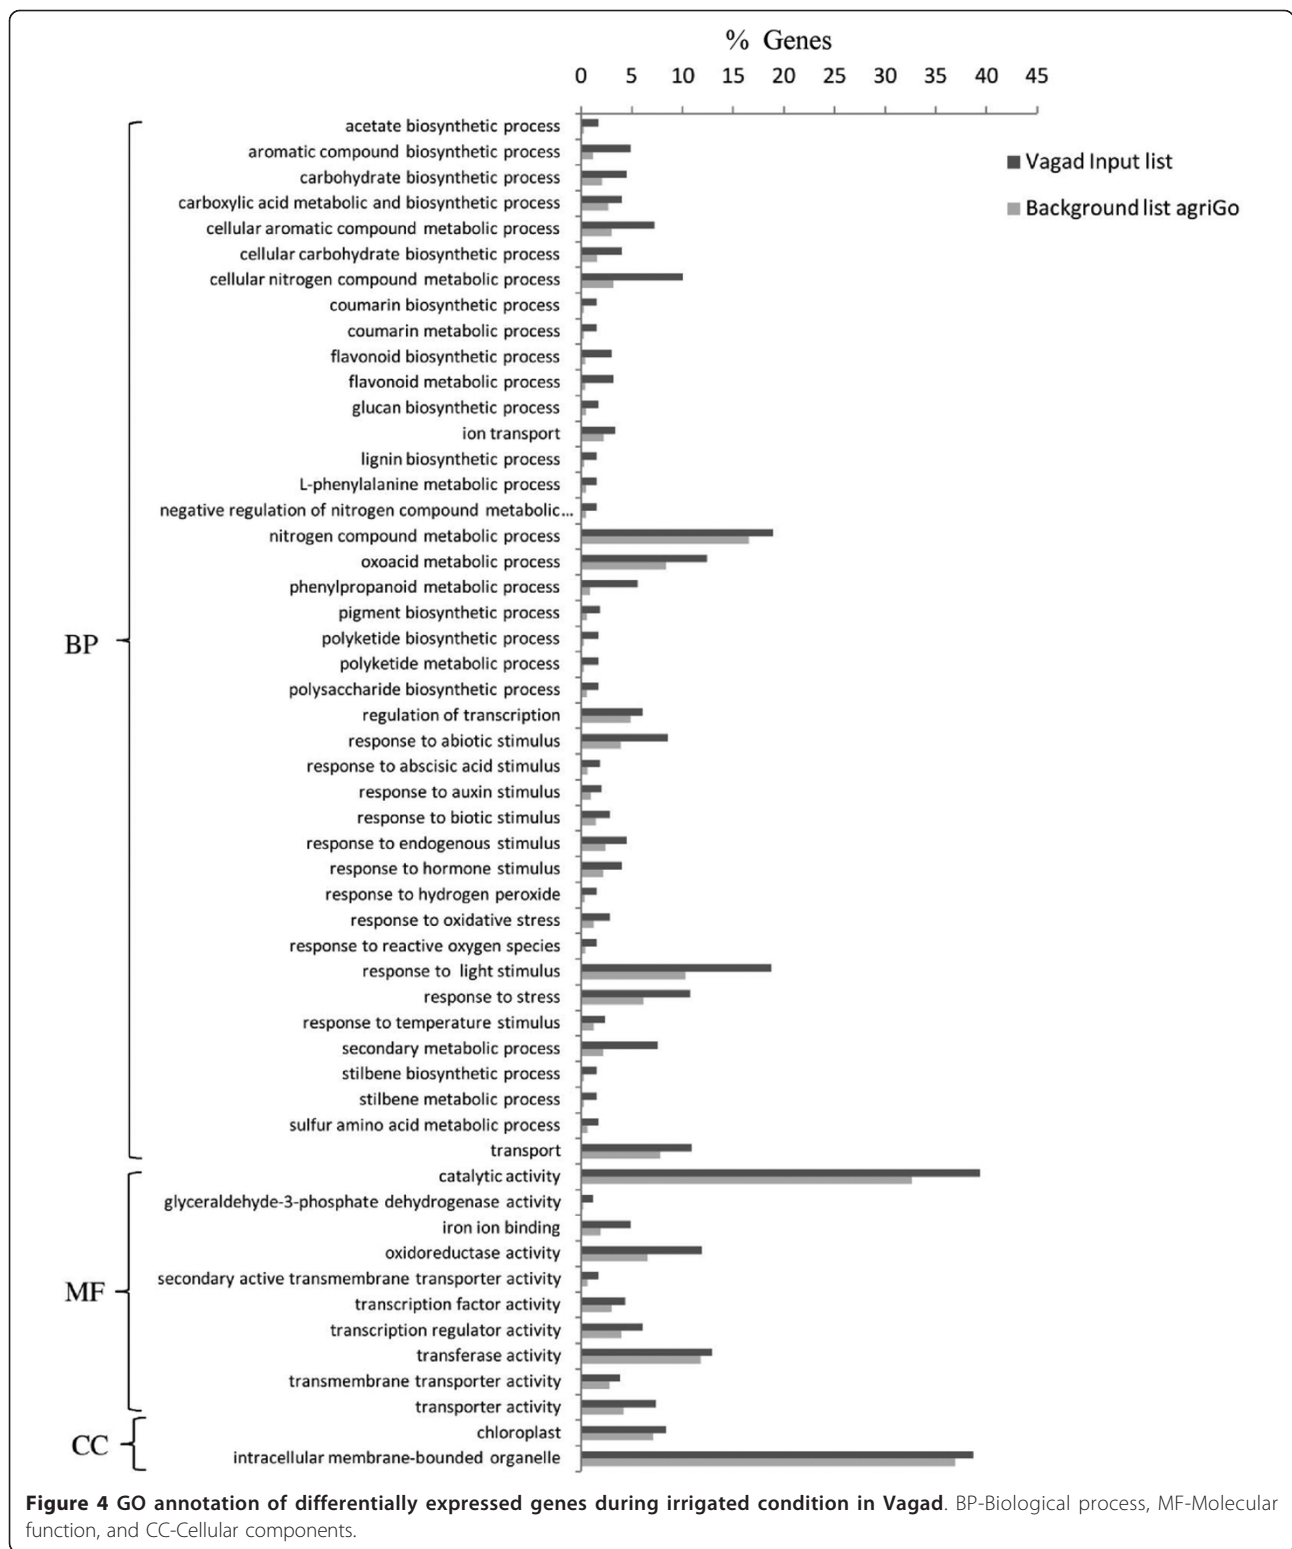 % Genes
0 5 10 15 20 25 30 35 40 45
Vagad Input list
Background list agriGo
BP
acetate biosynthetic process
aromatic compound biosynthetic process
carbohydrate biosynthetic process
carboxylic acid metabolic and biosynthetic process
cellular aromatic compound metabolic process
cellular carbohydrate biosynthetic process
cellular nitrogen compound metabolic process
coumarin biosynthetic process
coumarin metabolic process
flavonoid biosynthetic process
flavonoid metabolic process
glucan biosynthetic process
ion transport
lignin biosynthetic process
L-phenylalanine metabolic process
negative regulation of nitrogen compound metabolic...
nitrogen compound metabolic process
oxoacid metabolic process
phenylpropanoid metabolic process
pigment biosynthetic process
polyketide biosynthetic process
polyketide metabolic process
polysaccharide biosynthetic process
regulation of transcription
response to abiotic stimulus
response to abscisic acid stimulus
response to auxin stimulus
response to biotic stimulus
response to endogenous stimulus
response to hormone stimulus
response to hydrogen peroxide
response to oxidative stress
response to reactive oxygen species
response to light stimulus
response to stress
response to temperature stimulus
secondary metabolic process
stilbene biosynthetic process
stilbene metabolic process
sulfur amino acid metabolic process
transport
MF
catalytic activity
glyceraldehyde-3-phosphate dehydrogenase activity
iron ion binding
oxidoreductase activity
secondary active transmembrane transporter activity
transcription factor activity
transcription regulator activity
transferase activity
transmembrane transporter activity
transporter activity
CC
chloroplast
intracellular membrane-bounded organelle
Figure 4 GO annotation of differentially expressed genes during irrigated condition in Vagad. BP-Biological process, MF-Molecular
function, and CC-Cellular components.